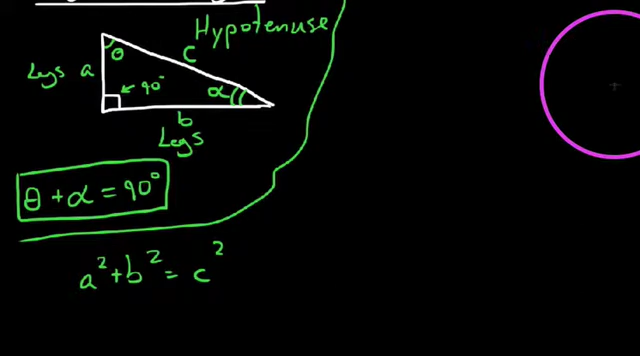 Hypotenuse
θ
c
Legs a
90°
α
b
Legs
θ + α = 90°
a² + b² = c²